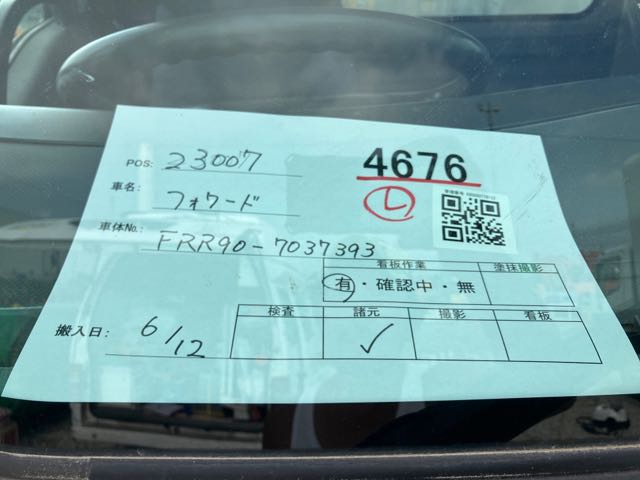 POS: 23007
4676
車名: フォワード
し
車体No.: FRR90-7037393
看板作業 塗抹撮影
有・確認中・無
検査 諸元 撮影 看板
搬入日: 6/12
✓